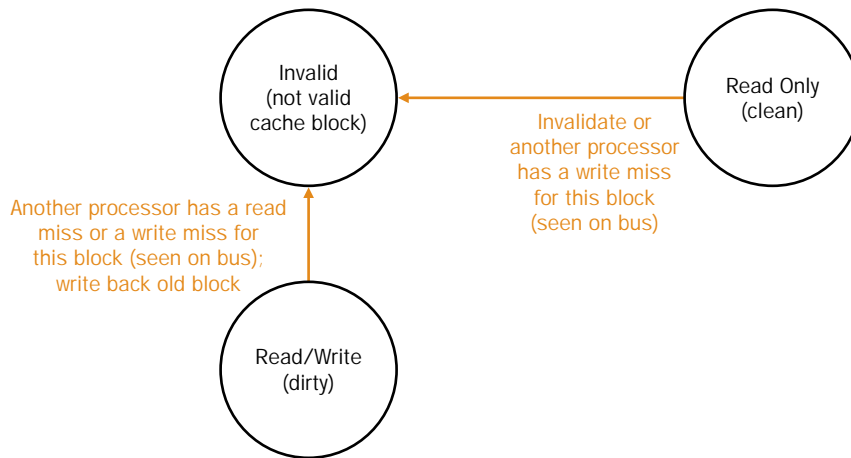 Invalid
(not valid
cache block)
Read Only
(clean)
Invalidate or
another processor
has a write miss
for this block
(seen on bus)
Another processor has a read
miss or a write miss for
this block (seen on bus);
write back old block
Read/Write
(dirty)